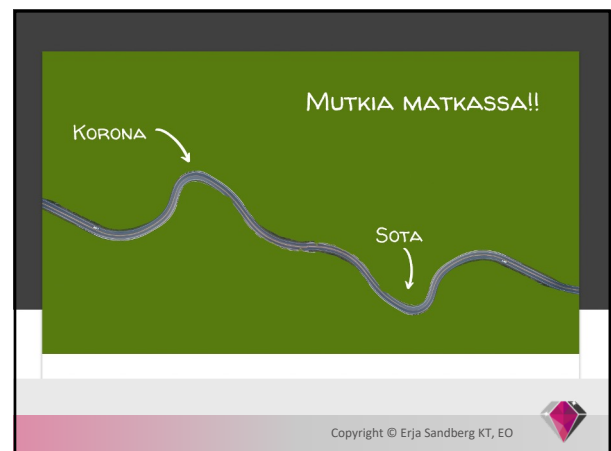 MUTKIA MATKASSA!!
KORONA
SOTA
Copyright © Erja Sandberg KT, EO